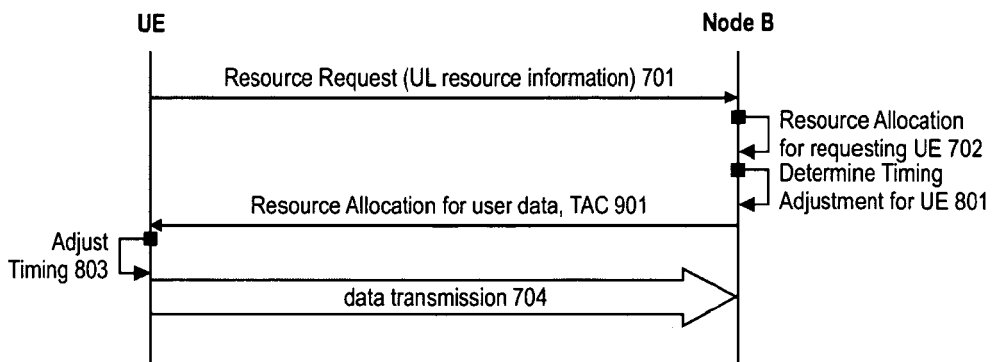 UE
Node B
Resource Request (UL resource information) 701
Resource Allocation
for requesting UE 702
Determine Timing
Adjustment for UE 801
Resource Allocation for user data, TAC 901
Adjust
Timing 803
data transmission 704